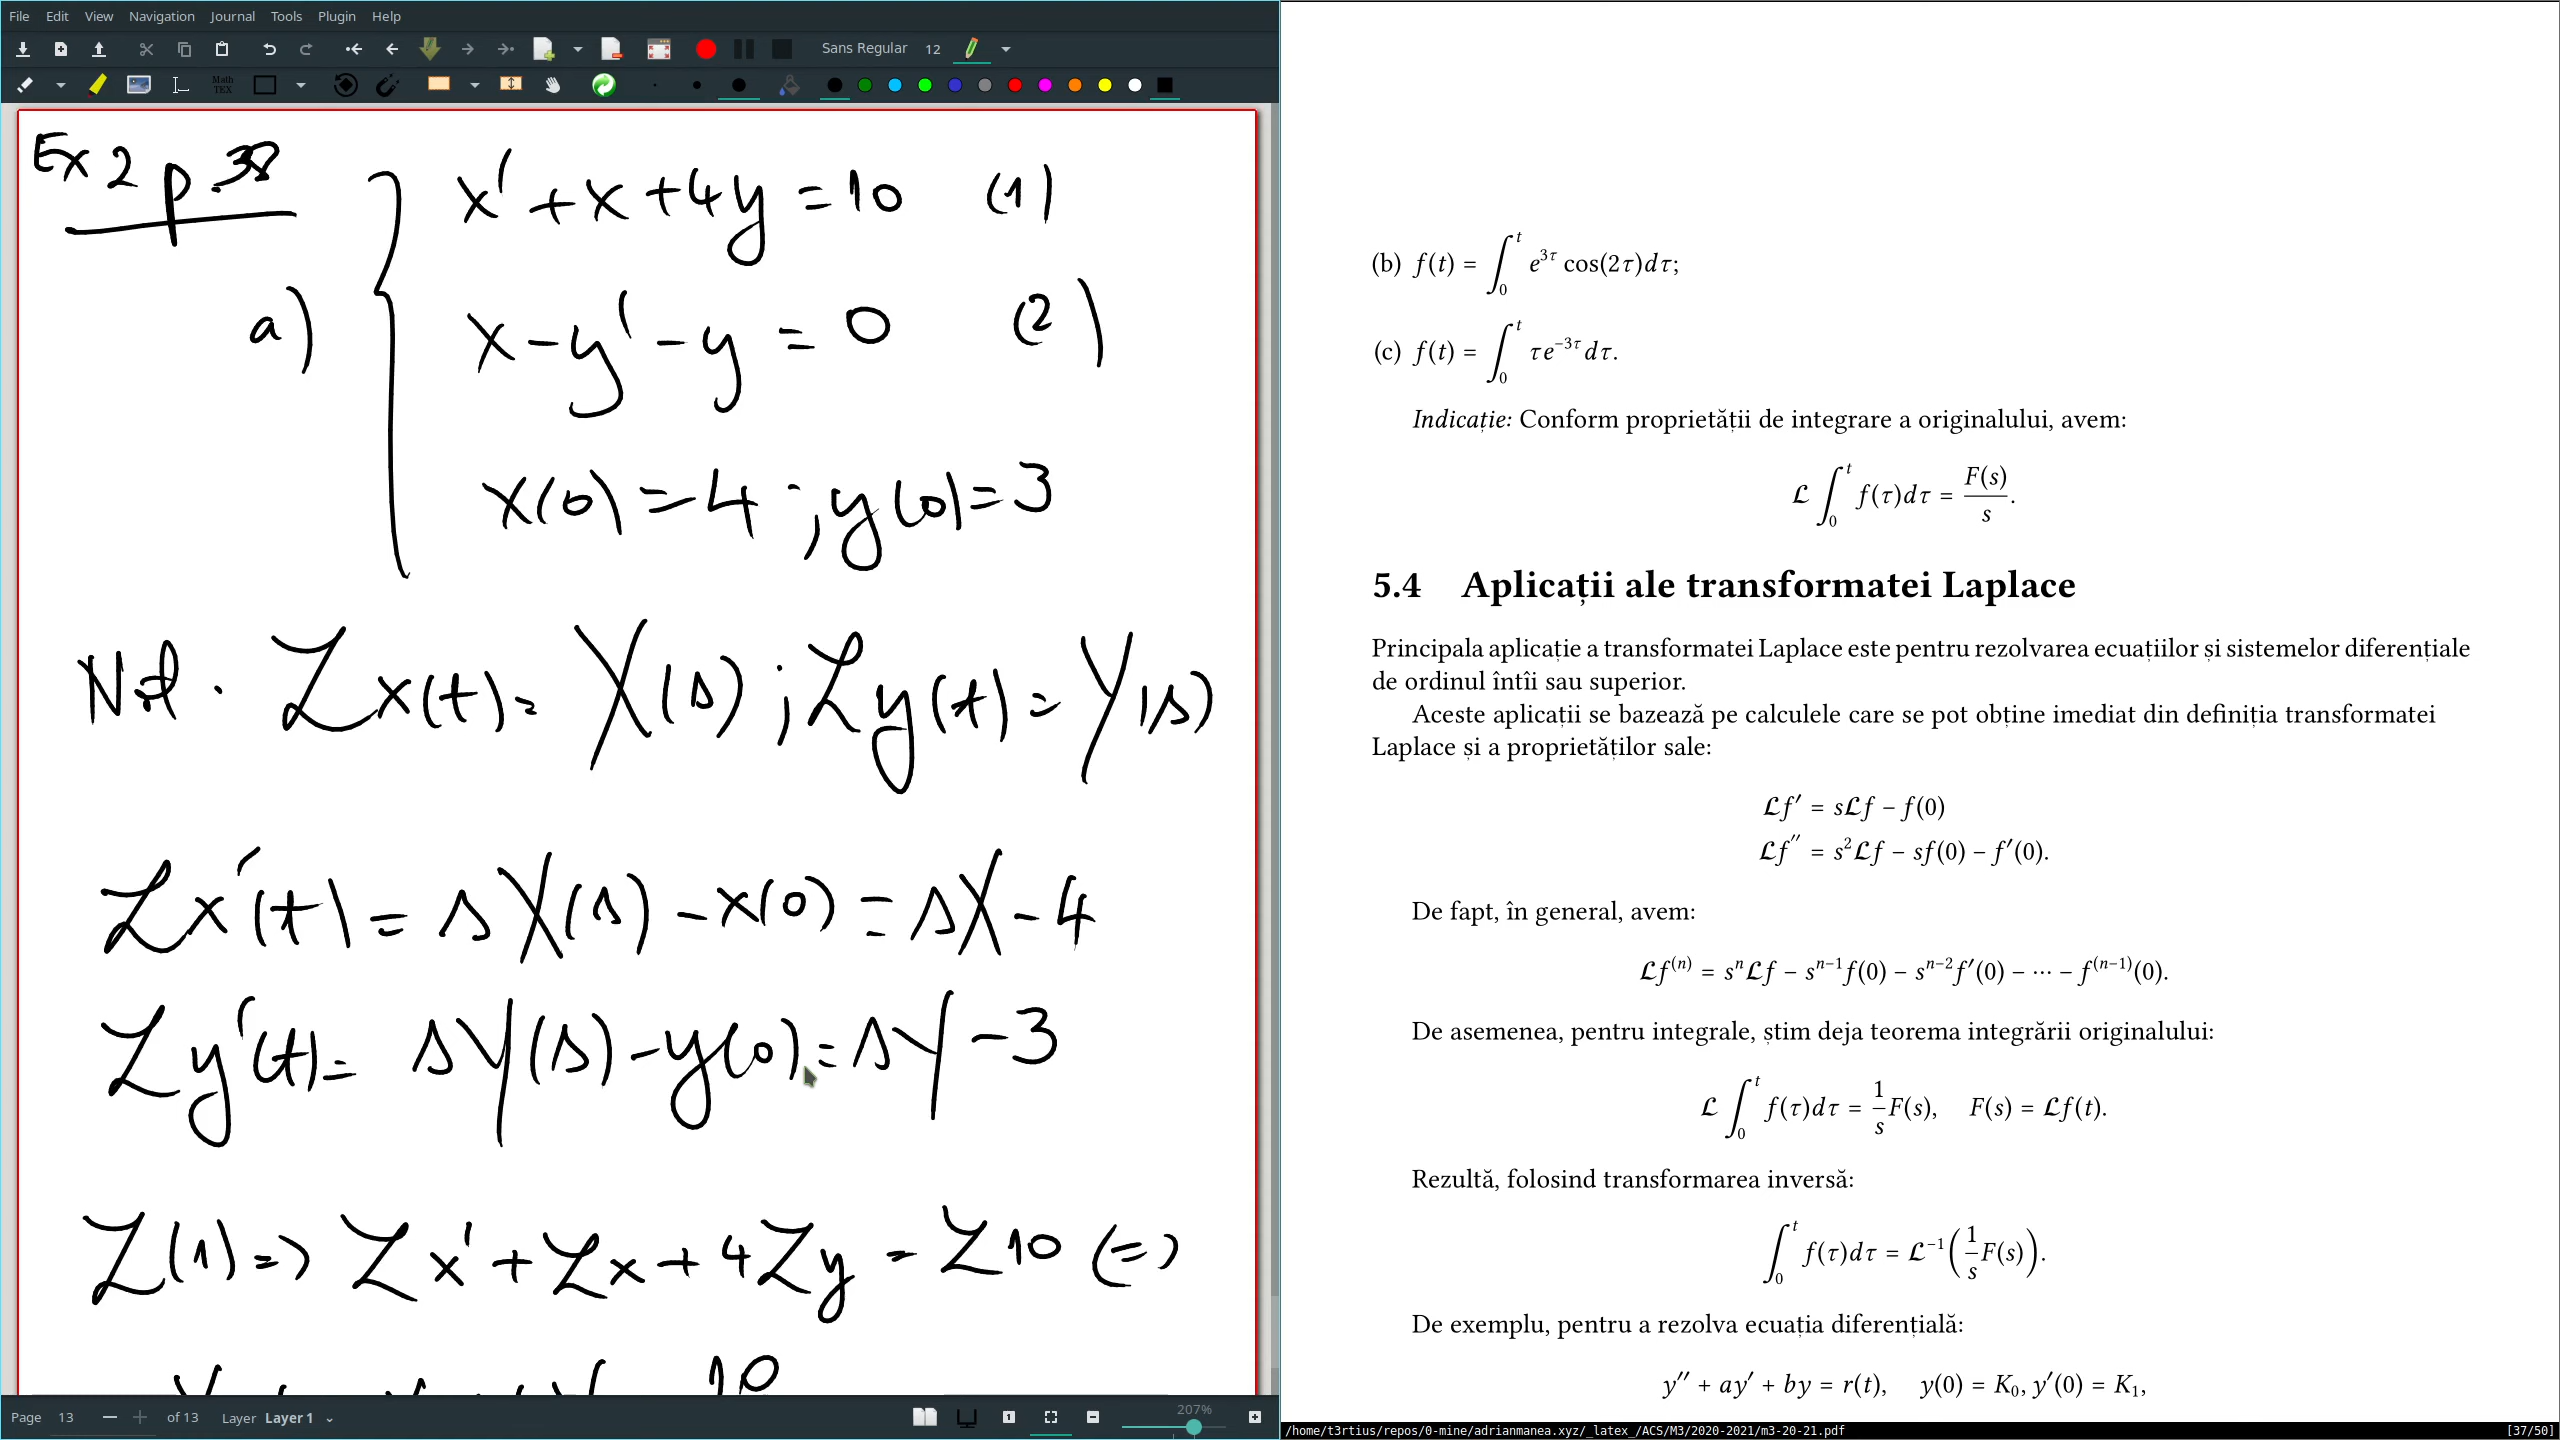 File Edit View Navigation Journal Tools Plugin Help
Sans Regular 12
Math TEX
Ex 2 p.38
x' + x + 4y = 10 (1)
a) x - y' - y = 0 (2)
x(0) = 4 ; y(0) = 3
Not. ℒx(t) = X(s) ; ℒy(t) = Y(s)
ℒx'(t) = sX(s) - x(0) = sX - 4
ℒy'(t) = sY(s) - y(0) = sY - 3
ℒ(1) => ℒx' + ℒx + 4ℒy = ℒ10 (=)
10
Page 13 of 13 Layer Layer 1 207%
(b) f(t) = ∫₀ᵗ e^{3τ} cos(2τ)dτ;
(c) f(t) = ∫₀ᵗ τe^{−3τ}dτ.
Indicație: Conform proprietății de integrare a originalului, avem:
ℒ ∫₀ᵗ f(τ)dτ = F(s)/s.
5.4 Aplicații ale transformatei Laplace
Principala aplicație a transformatei Laplace este pentru rezolvarea ecuațiilor și sistemelor diferențiale
de ordinul întîi sau superior.
Aceste aplicații se bazează pe calculele care se pot obține imediat din definiția transformatei
Laplace și a proprietăților sale:
ℒf′ = sℒf − f(0)
ℒf″ = s²ℒf − sf(0) − f′(0).
De fapt, în general, avem:
ℒf^{(n)} = s^nℒf − s^{n−1}f(0) − s^{n−2}f′(0) − ··· − f^{(n−1)}(0).
De asemenea, pentru integrale, știm deja teorema integrării originalului:
ℒ ∫₀ᵗ f(τ)dτ = 1/s F(s), F(s) = ℒf(t).
Rezultă, folosind transformarea inversă:
∫₀ᵗ f(τ)dτ = ℒ⁻¹(1/s F(s)).
De exemplu, pentru a rezolva ecuația diferențială:
y″ + ay′ + by = r(t), y(0) = K₀, y′(0) = K₁,
/home/t3rtius/repos/0-mine/adrianmanea.xyz/_latex_/ACS/M3/2020-2021/m3-20-21.pdf [37/50]